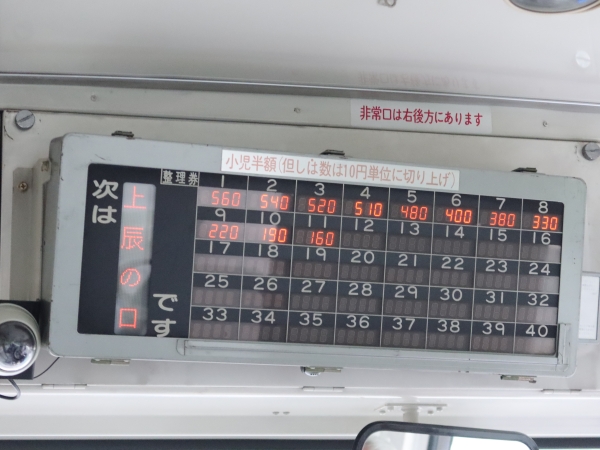 非常口は右後方にあります
小児半額(但しは数は10円単位に切り上げ)
次は
上辰の口
です
整理券 1 2 3 4 5 6 7 8
560 540 520 510 480 400 380 330
9 10 11 12 13 14 15 16
220 190 160
17 18 19 20 21 22 23 24
25 26 27 28 29 30 31 32
33 34 35 36 37 38 39 40